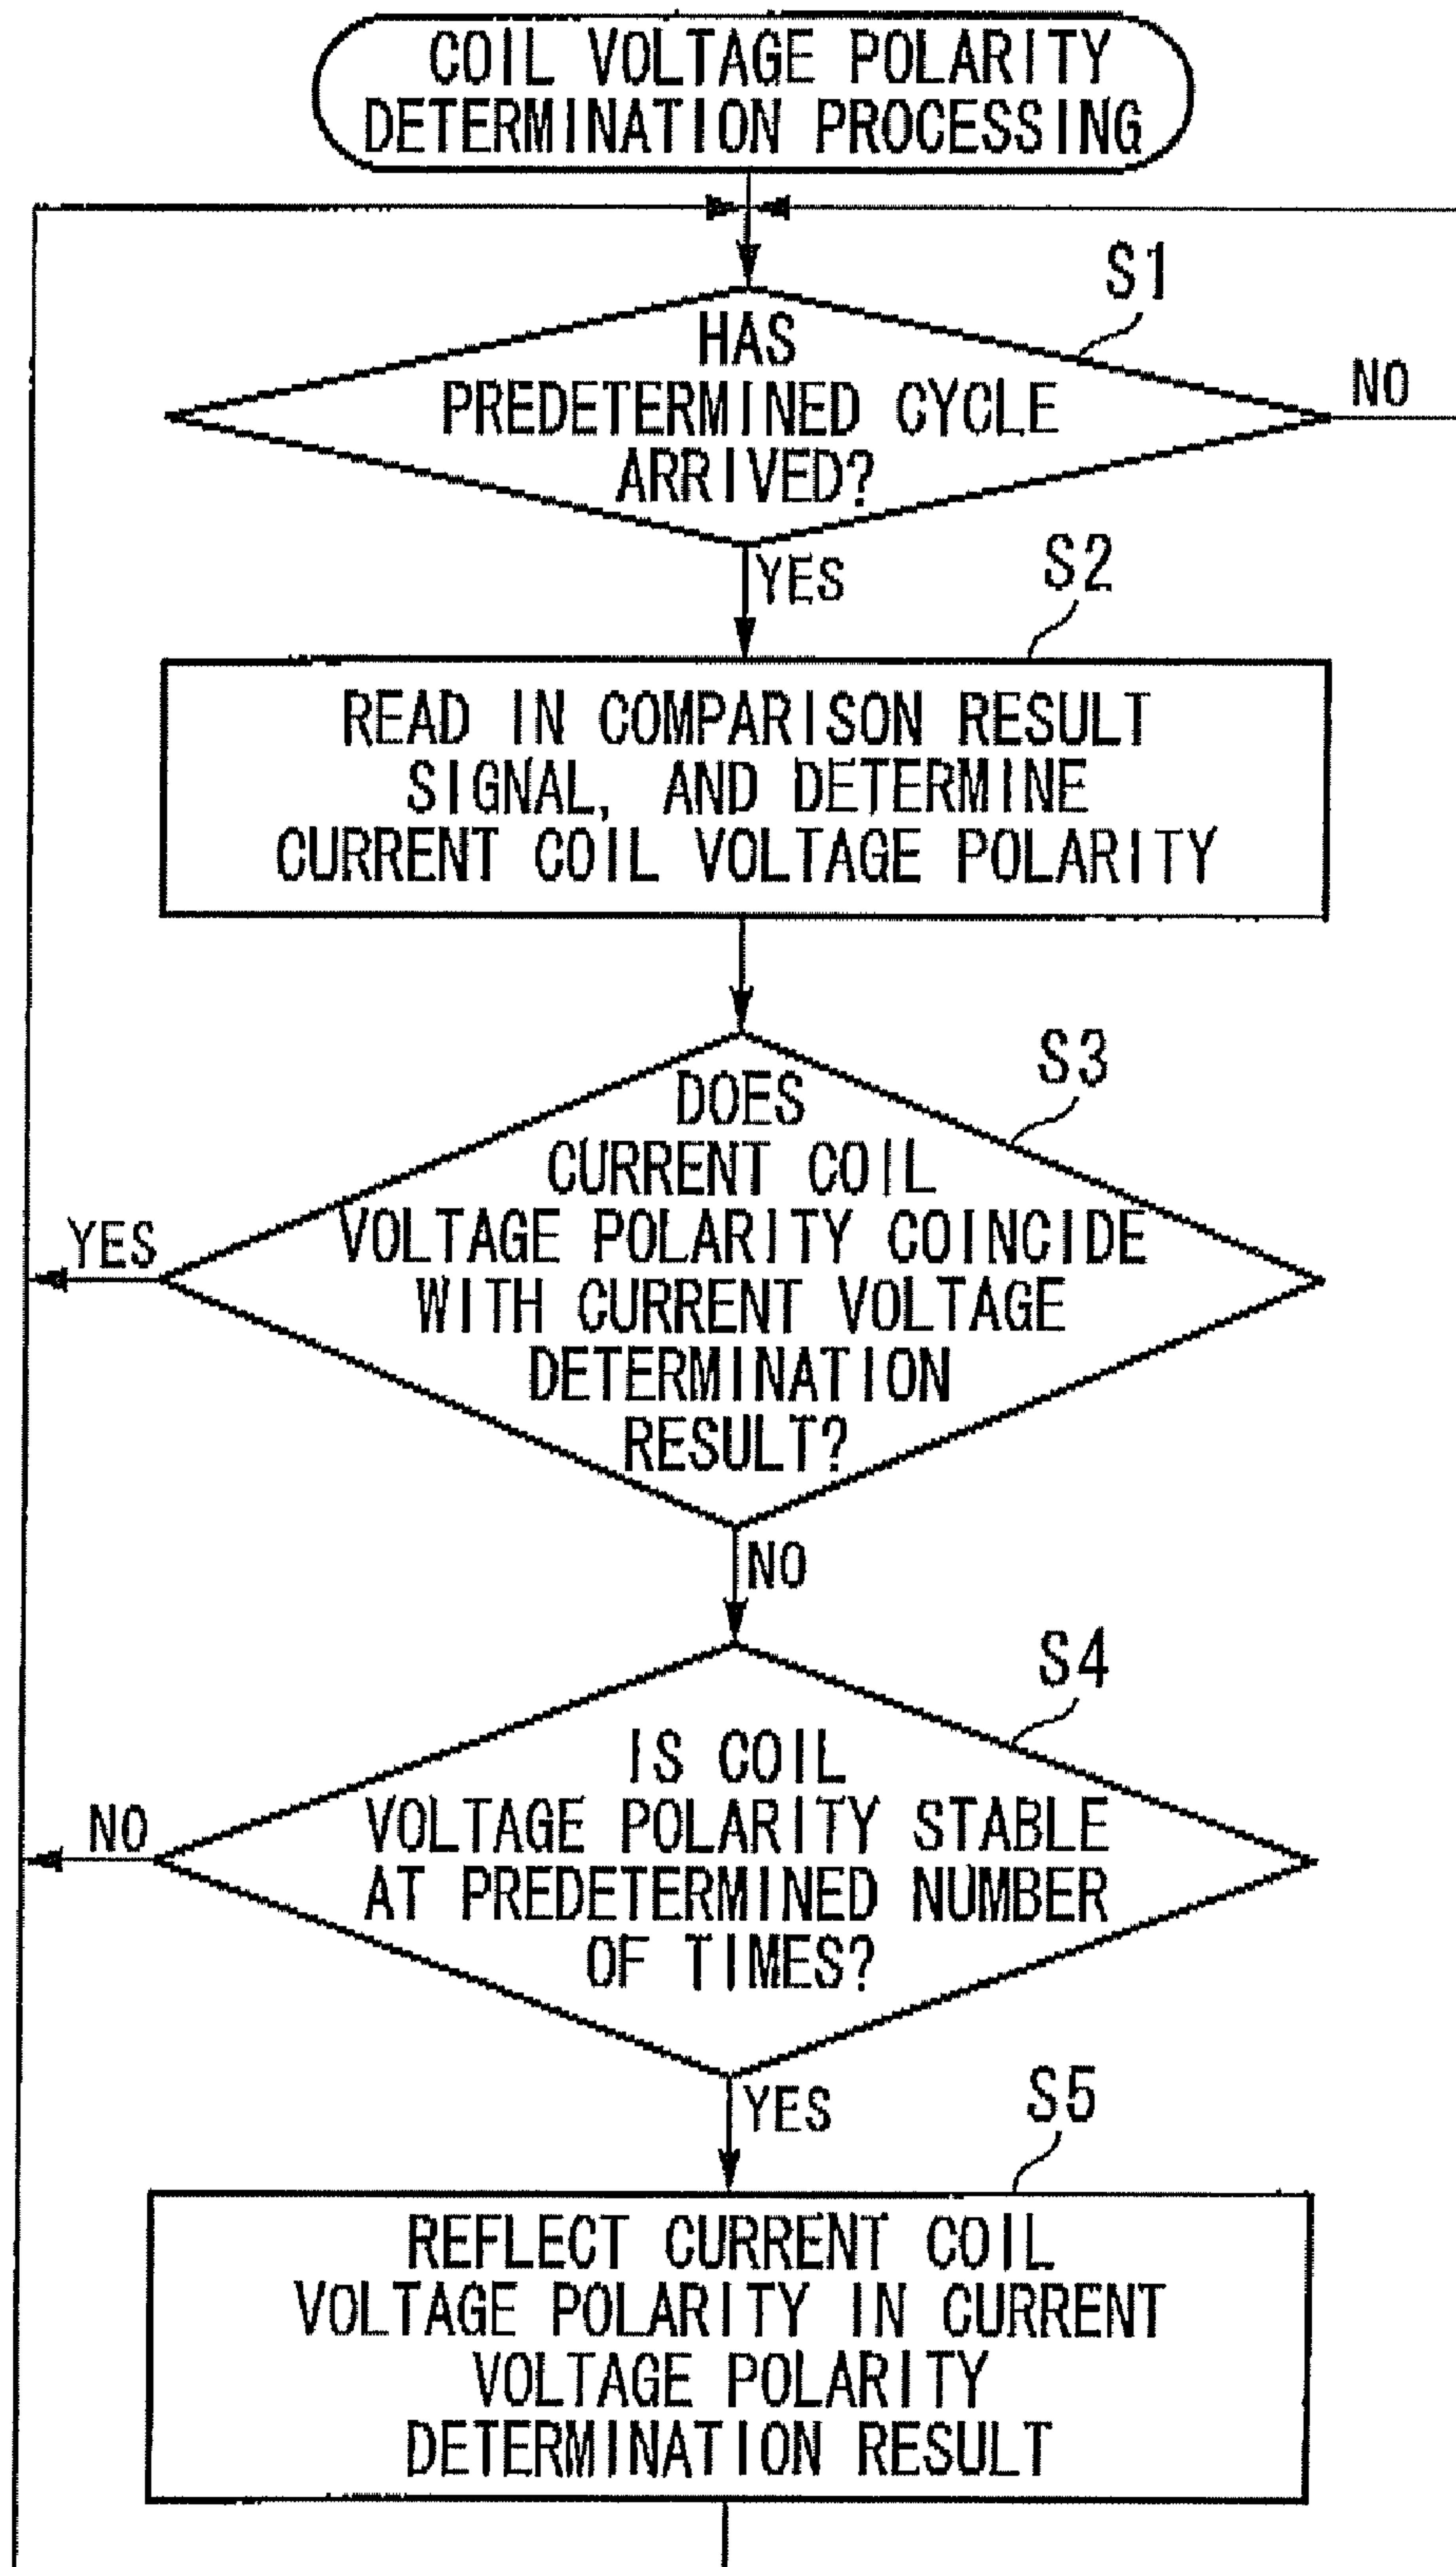 COIL VOLTAGE POLARITY
DETERMINATION PROCESSING
S1
HAS
PREDETERMINED CYCLE
ARRIVED?
NO
YES
S2
READ IN COMPARISON RESULT
SIGNAL, AND DETERMINE
CURRENT COIL VOLTAGE POLARITY
S3
DOES
CURRENT COIL
VOLTAGE POLARITY COINCIDE
WITH CURRENT VOLTAGE
DETERMINATION
RESULT?
YES
NO
S4
IS COIL
VOLTAGE POLARITY STABLE
AT PREDETERMINED NUMBER
OF TIMES?
NO
YES
S5
REFLECT CURRENT COIL
VOLTAGE POLARITY IN CURRENT
VOLTAGE POLARITY
DETERMINATION RESULT